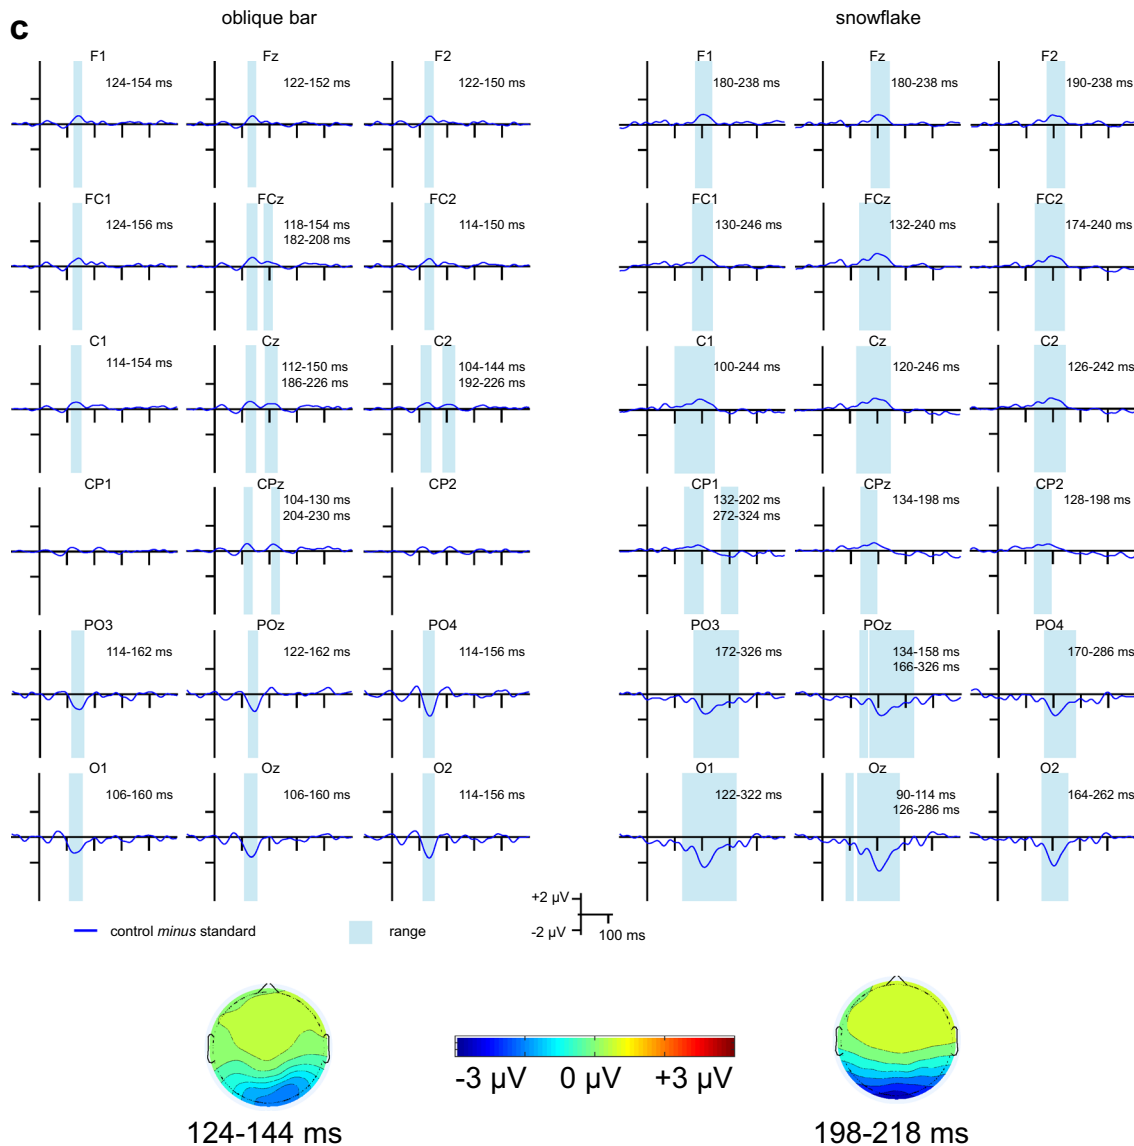 c
oblique bar
snowflake
F1
Fz
F2
F1
Fz
F2
124-154 ms
122-152 ms
122-150 ms
180-238 ms
180-238 ms
190-238 ms
FC1
FCz
FC2
FC1
FCz
FC2
124-156 ms
118-154 ms
182-208 ms
114-150 ms
130-246 ms
132-240 ms
174-240 ms
C1
Cz
C2
C1
Cz
C2
114-154 ms
112-150 ms
186-226 ms
104-144 ms
192-226 ms
100-244 ms
120-246 ms
126-242 ms
CP1
CPz
CP2
CP1
CPz
CP2
104-130 ms
204-230 ms
132-202 ms
272-324 ms
134-198 ms
128-198 ms
PO3
POz
PO4
PO3
POz
PO4
114-162 ms
122-162 ms
114-156 ms
172-326 ms
134-158 ms
166-326 ms
170-286 ms
O1
Oz
O2
O1
Oz
O2
106-160 ms
106-160 ms
114-156 ms
122-322 ms
90-114 ms
126-286 ms
164-262 ms
+2 µV
-2 µV
100 ms
control minus standard
range
-3 µV 0 µV +3 µV
124-144 ms
198-218 ms